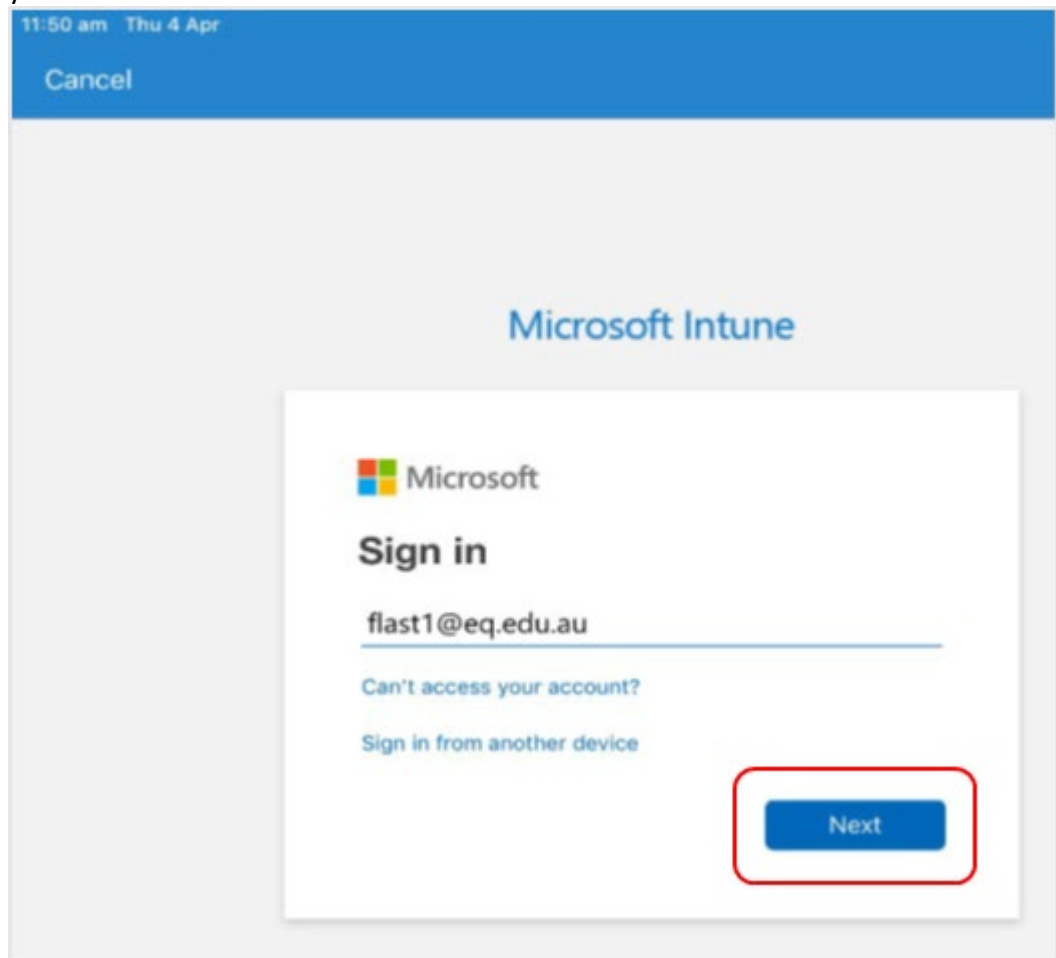 11:50 am Thu 4 Apr
Cancel
Microsoft Intune
Microsoft
Sign in
flast1@eq.edu.au
Can't access your account?
Sign in from another device
Next